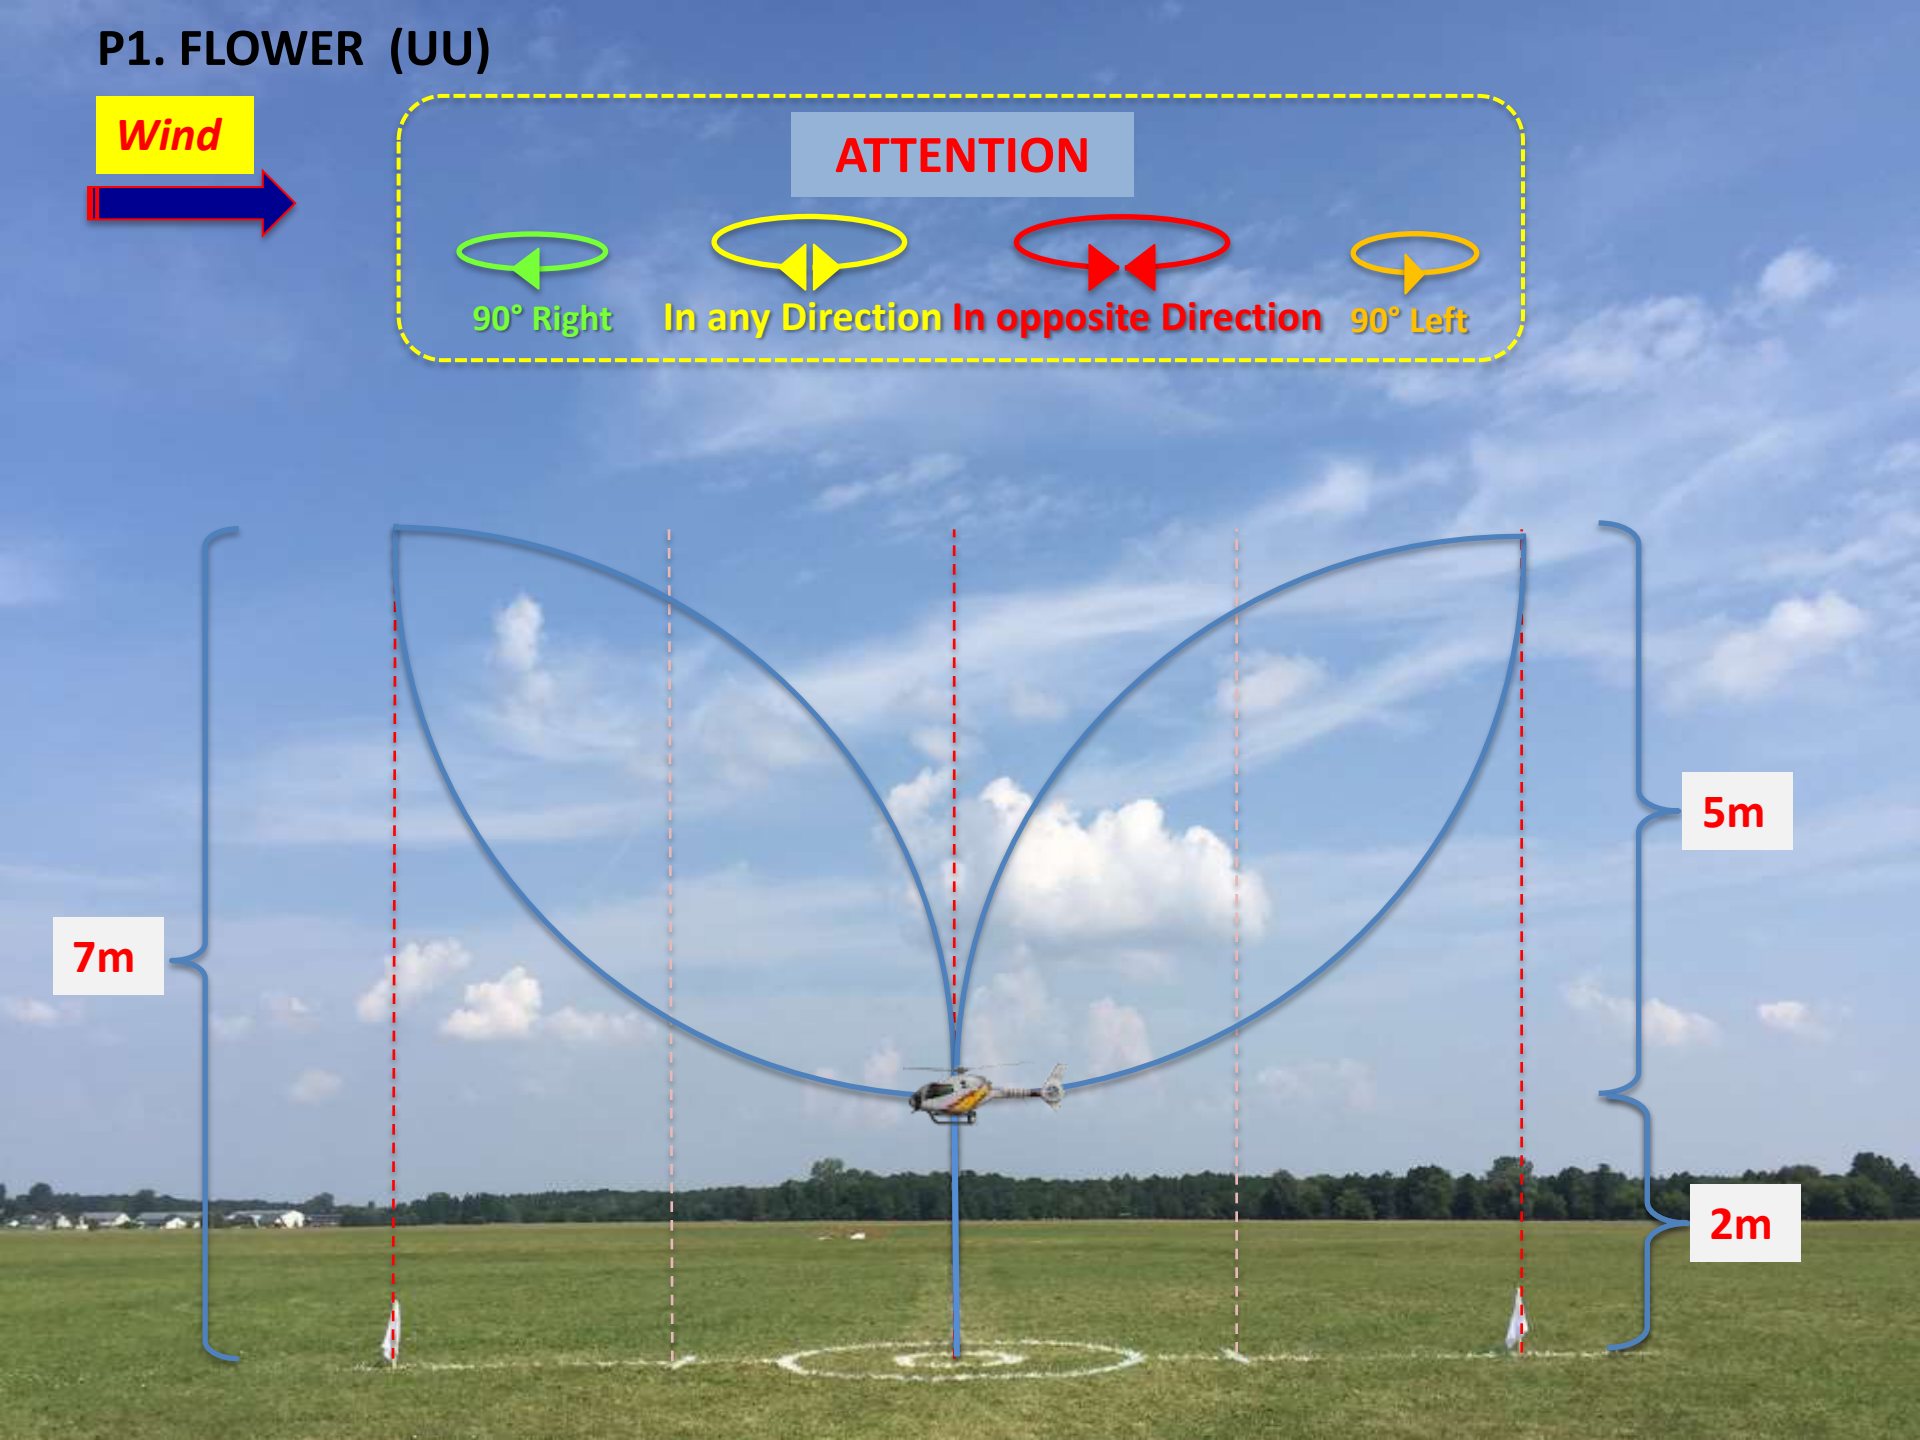 P1. FLOWER (UU)
Wind
ATTENTION
90° Right
In any Direction
In opposite Direction
90° Left
5m
7m
2m